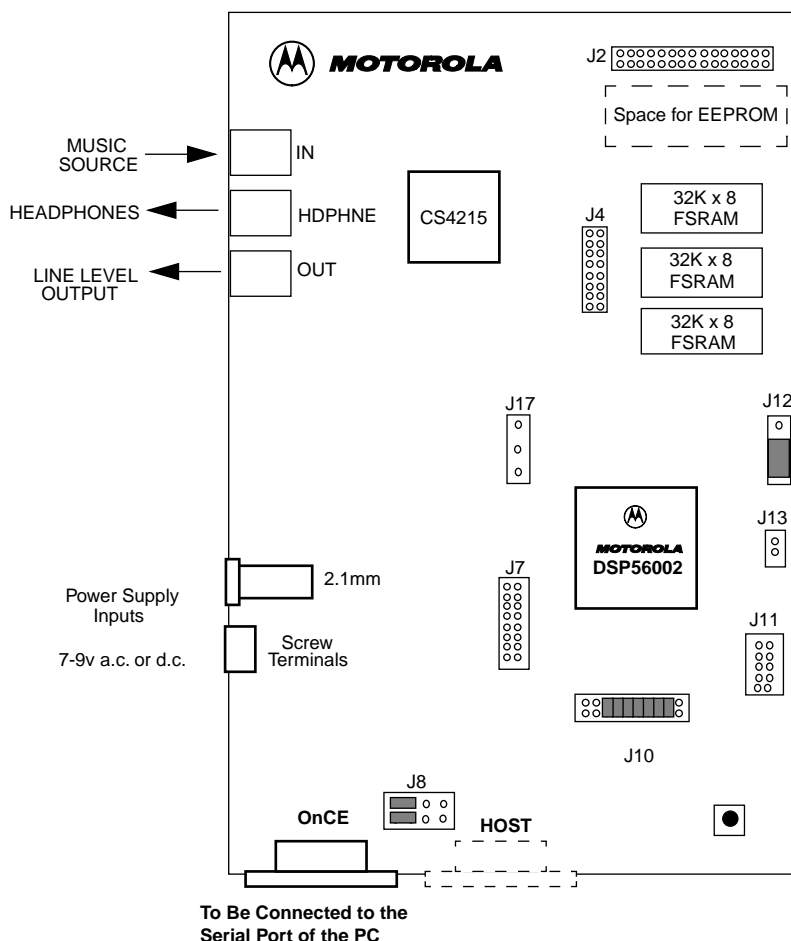 MOTOROLA
J2
Space for EEPROM
MUSIC
SOURCE
IN
HEADPHONES
HDPHNE
LINE LEVEL
OUTPUT
OUT
CS4215
J4
32K x 8
FSRAM
32K x 8
FSRAM
32K x 8
FSRAM
J17
J12
MOTOROLA
DSP56002
J13
J7
J11
Power Supply
Inputs
7-9v a.c. or d.c.
2.1mm
Screw
Terminals
J10
J8
OnCE
HOST
To Be Connected to the
Serial Port of the PC